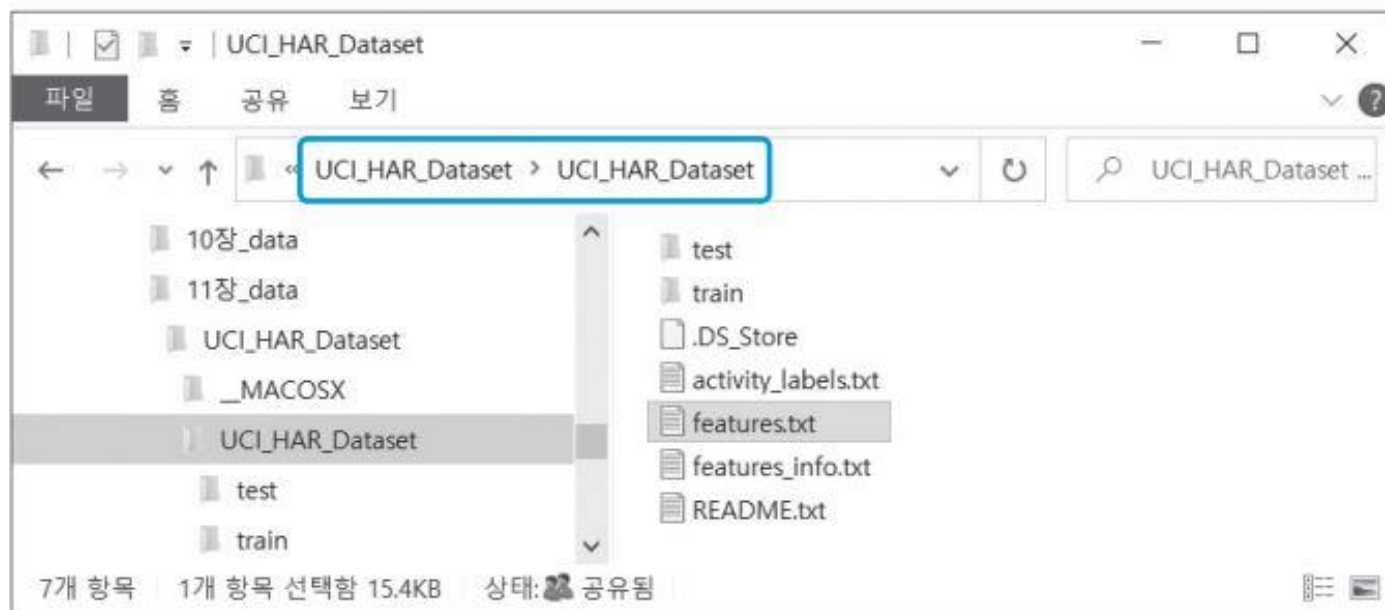 UCI_HAR_Dataset
파일 홈 공유 보기
« UCI_HAR_Dataset > UCI_HAR_Dataset
UCI_HAR_Dataset ...
10장_data
11장_data
UCI_HAR_Dataset
__MACOSX
UCI_HAR_Dataset
test
train
test
train
.DS_Store
activity_labels.txt
features.txt
features_info.txt
README.txt
7개 항목 1개 항목 선택함 15.4KB 상태: 공유됨